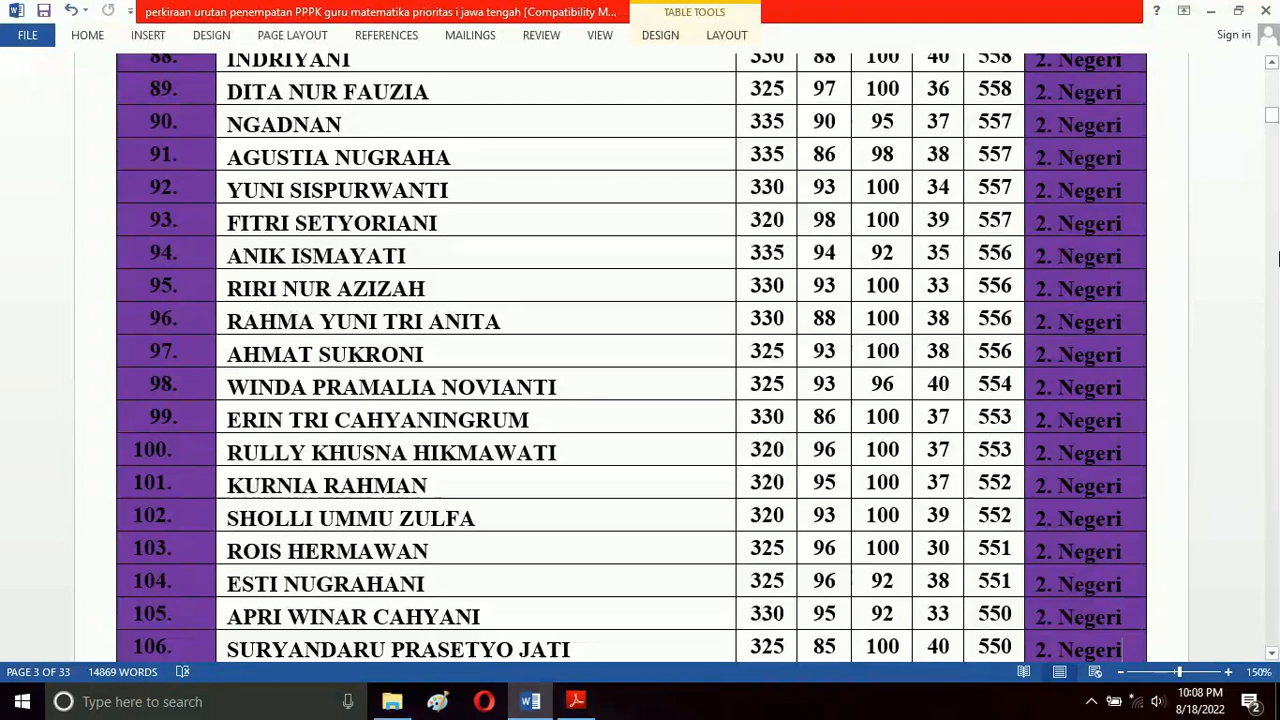 perkiraan urutan penempatan PPPK guru matematika prioritas i jawa tengah [Compatibility M...
TABLE TOOLS
?
FILE HOME INSERT DESIGN PAGE LAYOUT REFERENCES MAILINGS REVIEW VIEW DESIGN LAYOUT Sign in
88. INDRIYANI 330 88 100 40 558 2. Negeri
89. DITA NUR FAUZIA 325 97 100 36 558 2. Negeri
90. NGADNAN 335 90 95 37 557 2. Negeri
91. AGUSTIA NUGRAHA 335 86 98 38 557 2. Negeri
92. YUNI SISPURWANTI 330 93 100 34 557 2. Negeri
93. FITRI SETYORIANI 320 98 100 39 557 2. Negeri
94. ANIK ISMAYATI 335 94 92 35 556 2. Negeri
95. RIRI NUR AZIZAH 330 93 100 33 556 2. Negeri
96. RAHMA YUNI TRI ANITA 330 88 100 38 556 2. Negeri
97. AHMAT SUKRONI 325 93 100 38 556 2. Negeri
98. WINDA PRAMALIA NOVIANTI 325 93 96 40 554 2. Negeri
99. ERIN TRI CAHYANINGRUM 330 86 100 37 553 2. Negeri
100. RULLY KHUSNA HIKMAWATI 320 96 100 37 553 2. Negeri
101. KURNIA RAHMAN 320 95 100 37 552 2. Negeri
102. SHOLLI UMMU ZULFA 320 93 100 39 552 2. Negeri
103. ROIS HERMAWAN 325 96 100 30 551 2. Negeri
104. ESTI NUGRAHANI 325 96 92 38 551 2. Negeri
105. APRI WINAR CAHYANI 330 95 92 33 550 2. Negeri
106. SURYANDARU PRASETYO JATI 325 85 100 40 550 2. Negeri
PAGE 3 OF 33 14869 WORDS 150%
Type here to search
10:08 PM
8/18/2022
2